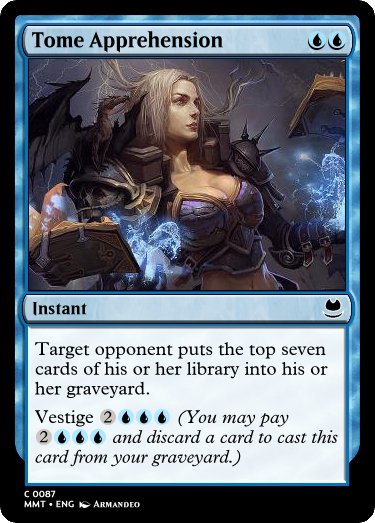 Tome Apprehension
Instant
Target opponent puts the top seven
cards of his or her library into his or
her graveyard.
Vestige 2 (You may pay
2 and discard a card to cast this
card from your graveyard.)
C 0087
MMT • ENG Armandeo